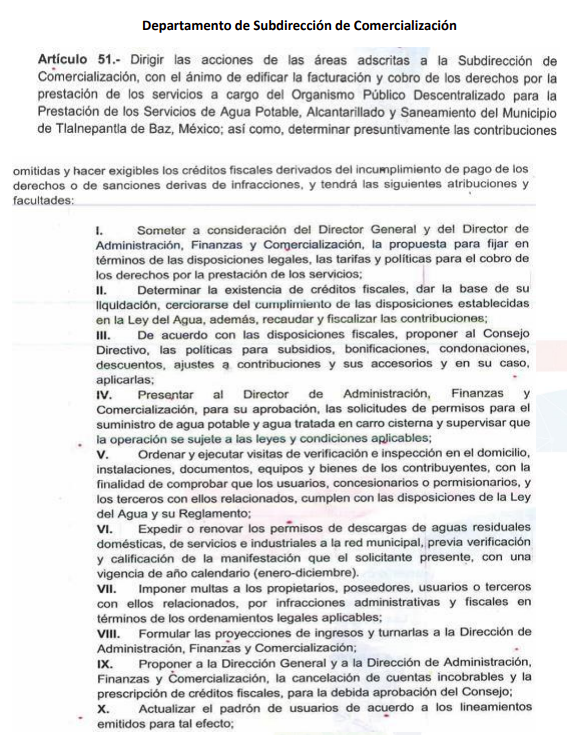 Departamento de Subdirección de Comercialización
Artículo 51.- Dirigir las acciones de las áreas adscritas a la Subdirección de
Comercialización, con el ánimo de edificar la facturación y cobro de los derechos por la
prestación de los servicios a cargo del Organismo Público Descentralizado para la
Prestación de los Servicios de Agua Potable, Alcantarillado y Saneamiento del Municipio
de Tlalnepantla de Baz, México; así como, determinar presuntivamente las contribuciones
omitidas y hacer exigibles los créditos fiscales derivados del incumplimiento de pago de los
derechos o de sanciones derivas de infracciones, y tendrá las siguientes atribuciones y
facultades:
I. Someter a consideración del Director General y del Director de
Administración, Finanzas y Comercialización, la propuesta para fijar en
términos de las disposiciones legales, las tarifas y políticas para el cobro de
los derechos por la prestación de los servicios;
II. Determinar la existencia de créditos fiscales, dar la base de su
liquidación, cerciorarse del cumplimiento de las disposiciones establecidas
en la Ley del Agua, además, recaudar y fiscalizar las contribuciones;
III. De acuerdo con las disposiciones fiscales, proponer al Consejo
Directivo, las políticas para subsidios, bonificaciones, condonaciones,
descuentos, ajustes a contribuciones y sus accesorios y en su caso,
aplicarlas;
IV. Presentar al Director de Administración, Finanzas y
Comercialización, para su aprobación, las solicitudes de permisos para el
suministro de agua potable y agua tratada en carro cisterna y supervisar que
la operación se sujete a las leyes y condiciones aplicables;
V. Ordenar y ejecutar visitas de verificación e inspección en el domicilio,
instalaciones, documentos, equipos y bienes de los contribuyentes, con la
finalidad de comprobar que los usuarios, concesionarios o permisionarios, y
los terceros con ellos relacionados, cumplen con las disposiciones de la Ley
del Agua y su Reglamento;
VI. Expedir o renovar los permisos de descargas de aguas residuales
domésticas, de servicios e industriales a la red municipal, previa verificación
y calificación de la manifestación que el solicitante presente, con una
vigencia de año calendario (enero-diciembre).
VII. Imponer multas a los propietarios, poseedores, usuarios o terceros
con ellos relacionados, por infracciones administrativas y fiscales en
términos de los ordenamientos legales aplicables;
VIII. Formular las proyecciones de ingresos y turnarlas a la Dirección de
Administración, Finanzas y Comercialización;
IX. Proponer a la Dirección General y a la Dirección de Administración,
Finanzas y Comercialización, la cancelación de cuentas incobrables y la
prescripción de créditos fiscales, para la debida aprobación del Consejo;
X. Actualizar el padrón de usuarios de acuerdo a los lineamientos
emitidos para tal efecto;